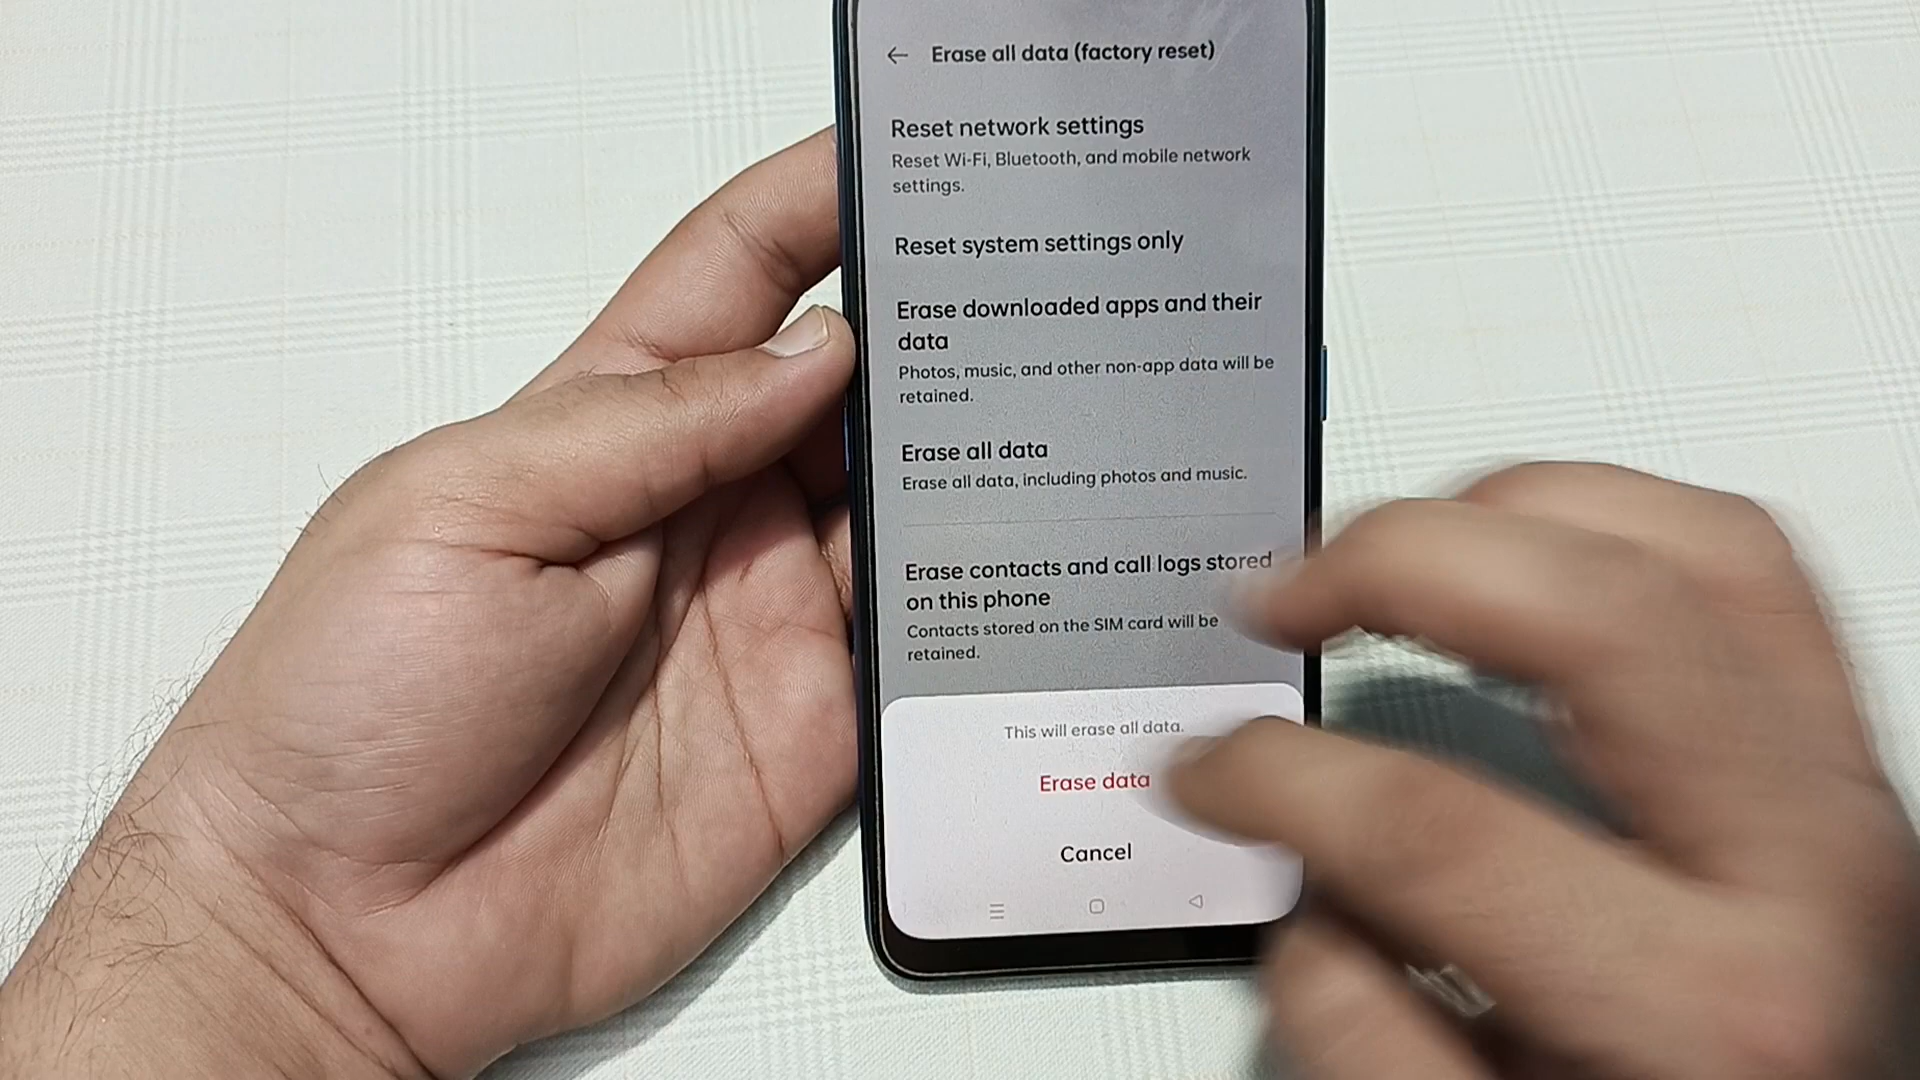 Erase all data (factory reset)
Reset network settings
Reset Wi-Fi, Bluetooth, and mobile network
settings.
Reset system settings only
Erase downloaded apps and their
data
Photos, music, and other non-app data will be
retained.
Erase all data
Erase all data, including photos and music.
Erase contacts and call logs stored
on this phone
Contacts stored on the SIM card will be
retained.
This will erase all data.
Erase data
Cancel